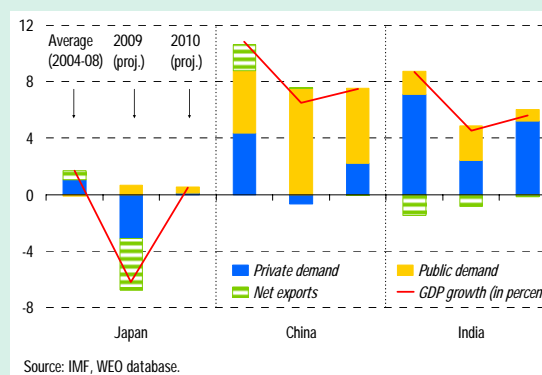 12
8
4
0
-4
-8
Average (2004-08)
2009 (proj.)
2010 (proj.)
Private demand
Public demand
Net exports
GDP growth (in percen
Japan
China
India
Source: IMF, WEO database.